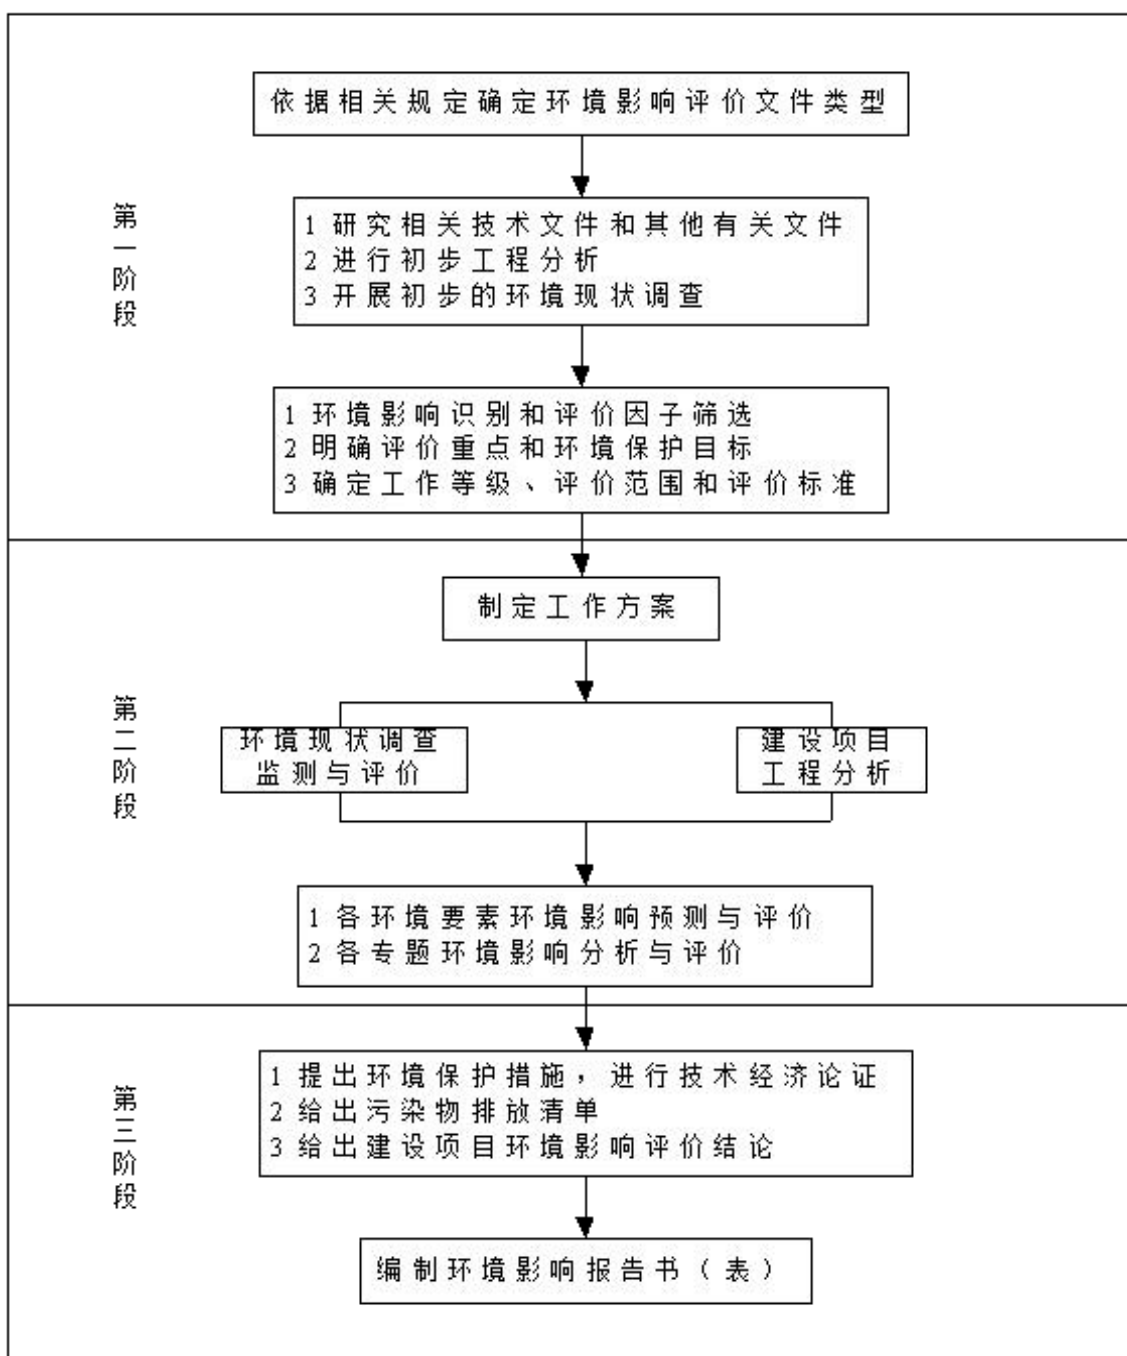 依据相关规定确定环境影响评价文件类型
第一阶段
1 研究相关技术文件和其他有关文件
2 进行初步工程分析
3 开展初步的环境现状调查
1 环境影响识别和评价因子筛选
2 明确评价重点和环境保护目标
3 确定工作等级、评价范围和评价标准
制定工作方案
第二阶段
环境现状调查
监测与评价
建设项目
工程分析
1 各环境要素环境影响预测与评价
2 各专题环境影响分析与评价
第三阶段
1 提出环境保护措施，进行技术经济论证
2 给出污染物排放清单
3 给出建设项目环境影响评价结论
编制环境影响报告书（表）